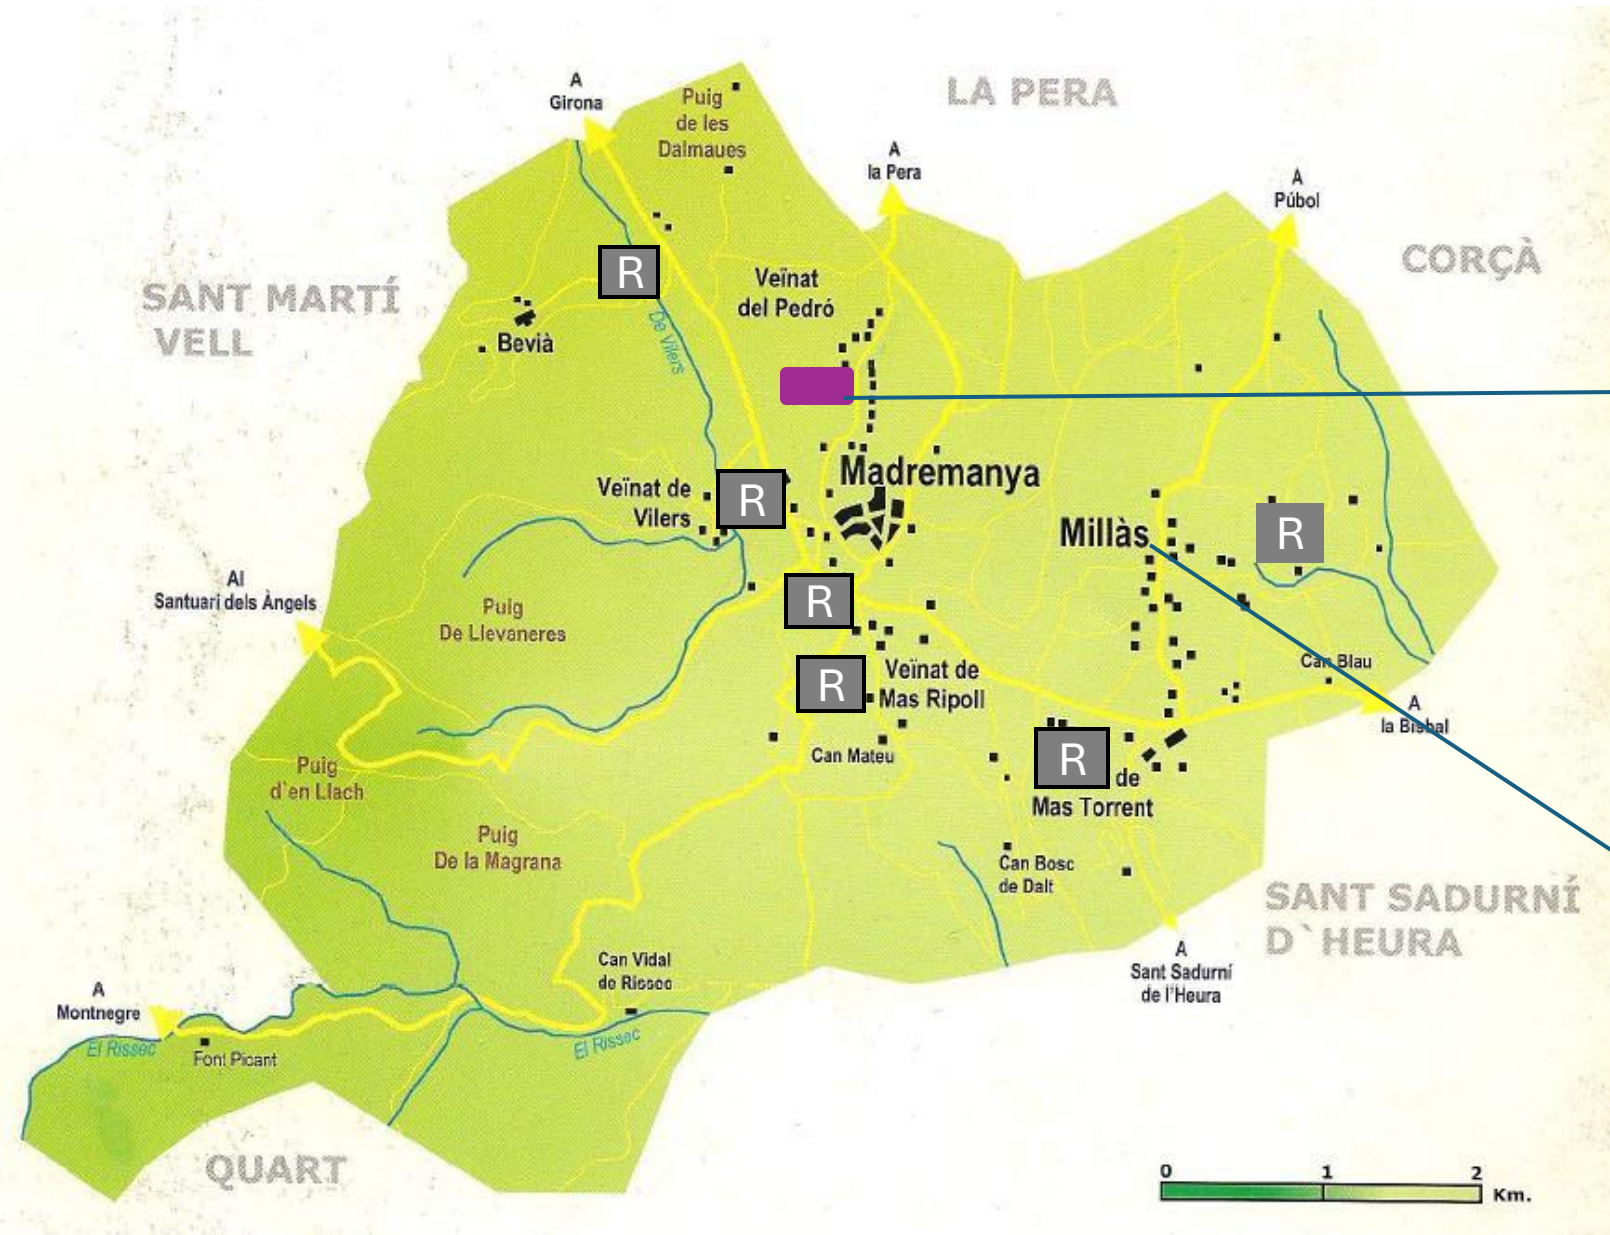 A
Girona
Puig
de les
Dalmaues
LA PERA
A
la Pera
A
Púbol
CORÇÀ
SANT MARTÍ
VELL
R
Veïnat
del Pedró
De Vilers
Bevià
Madremanya
Veïnat de
Vilers
R
Millàs
R
Al
Santuari dels Àngels
Puig
De Llevaneres
R
R
Veïnat de
Mas Ripoll
Can Blau
A
la Bisbal
Can Mateu
R
de
Mas Torrent
Puig
d'en Llach
Puig
De la Magrana
Can Bosc
de Dalt
SANT SADURNÍ
D`HEURA
A
Sant Sadurní
de l'Heura
Can Vidal
de Rissec
A
Montnegre
El Rissec
Font Picant
El Rissec
QUART
0 1 2
Km.